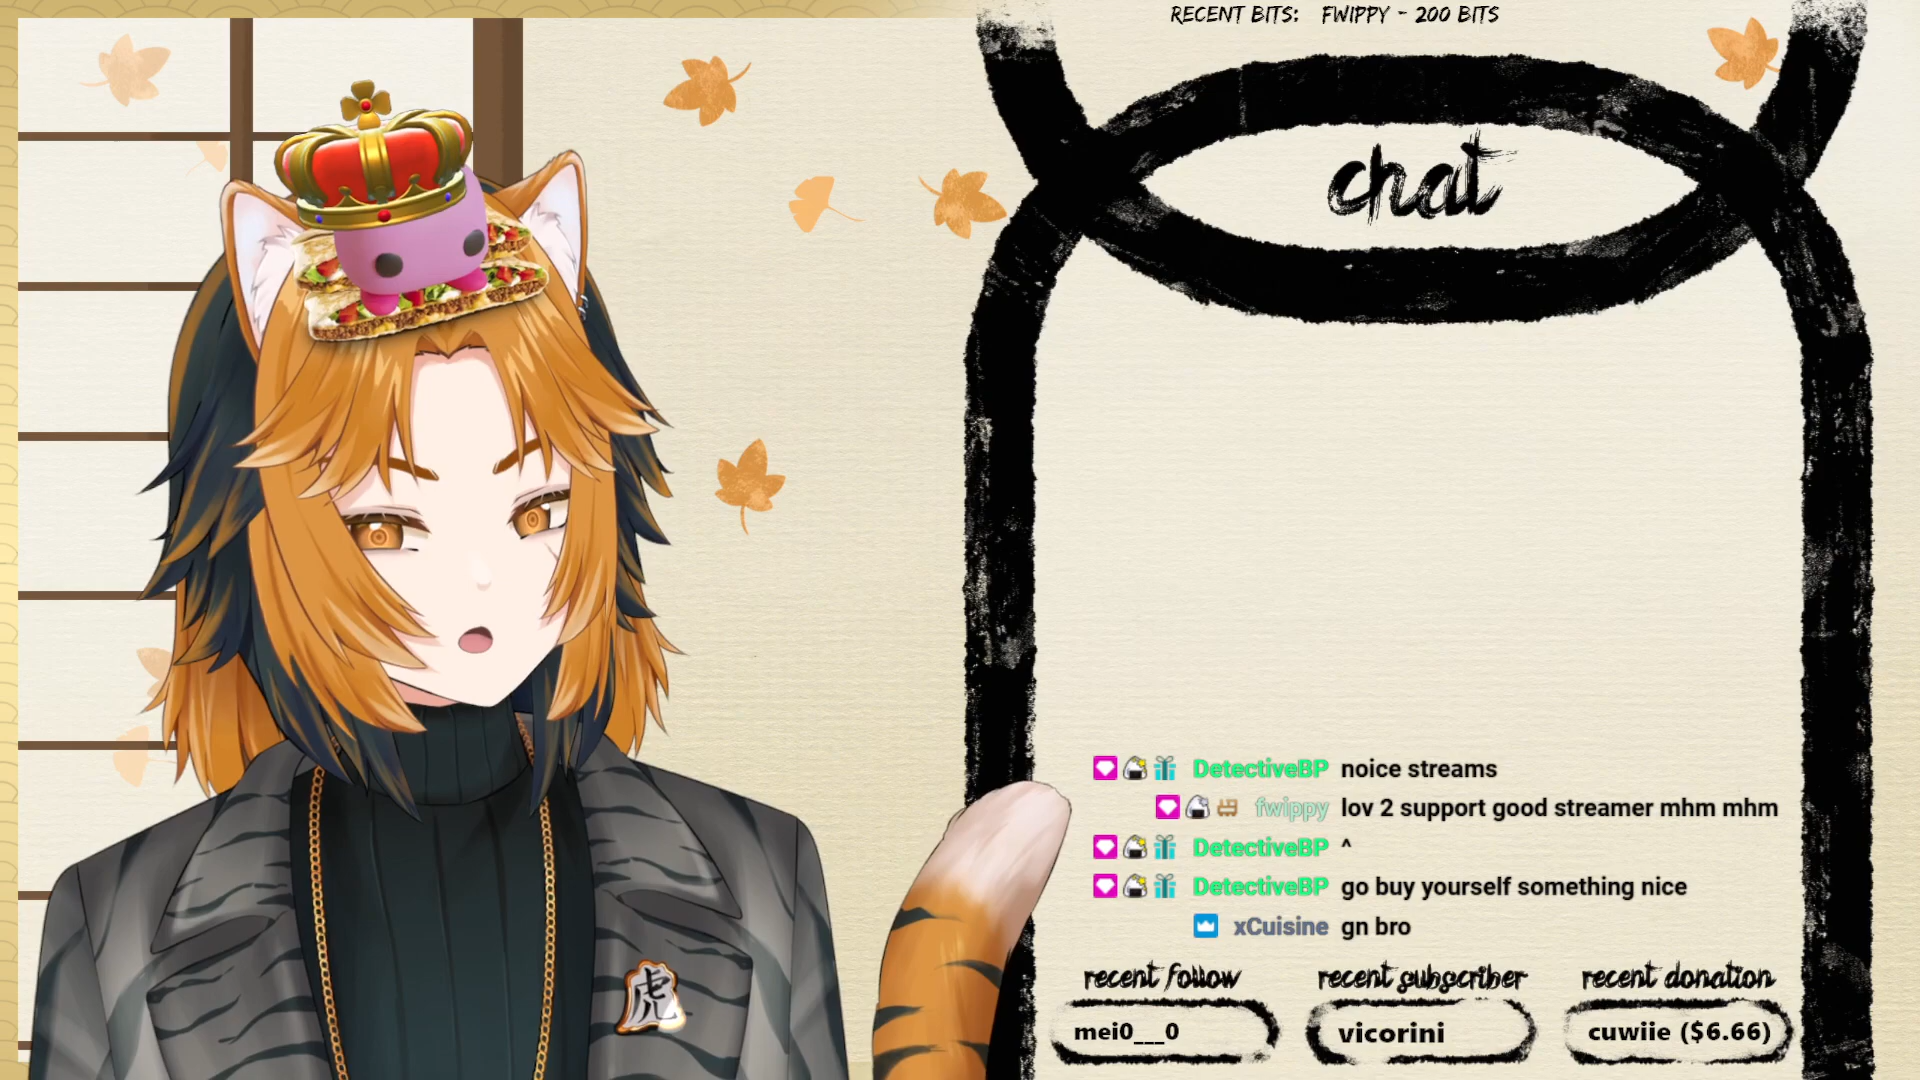 RECENT BITS: FWIPPY - 200 BITS
chat
DetectiveBP noice streams
fwippy lov 2 support good streamer mhm mhm
DetectiveBP ^
DetectiveBP go buy yourself something nice
xCuisine gn bro
虎
recent follow recent subscriber recent donation
mei0___0 vicorini cuwiie ($6.66)